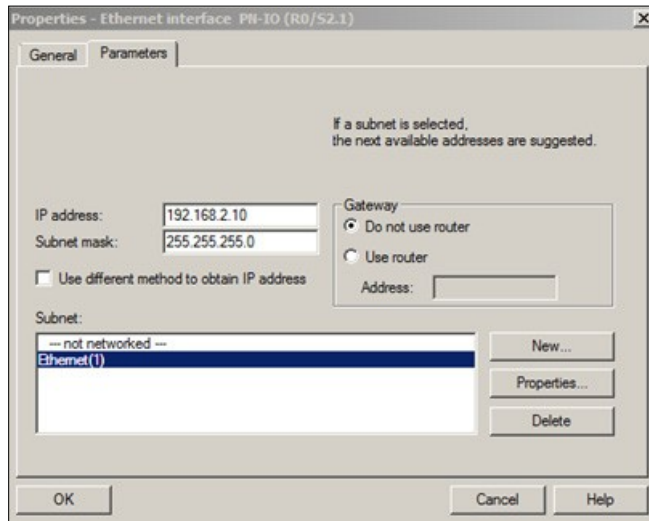 Properties - Ethernet interface PN-IO (R0/S2.1)
General
Parameters
If a subnet is selected,
the next available addresses are suggested.
IP address:
192.168.2.10
Subnet mask:
255.255.255.0
Use different method to obtain IP address
Gateway
Do not use router
Use router
Address:
Subnet:
--- not networked ---
Ethernet(1)
New...
Properties...
Delete
OK
Cancel
Help